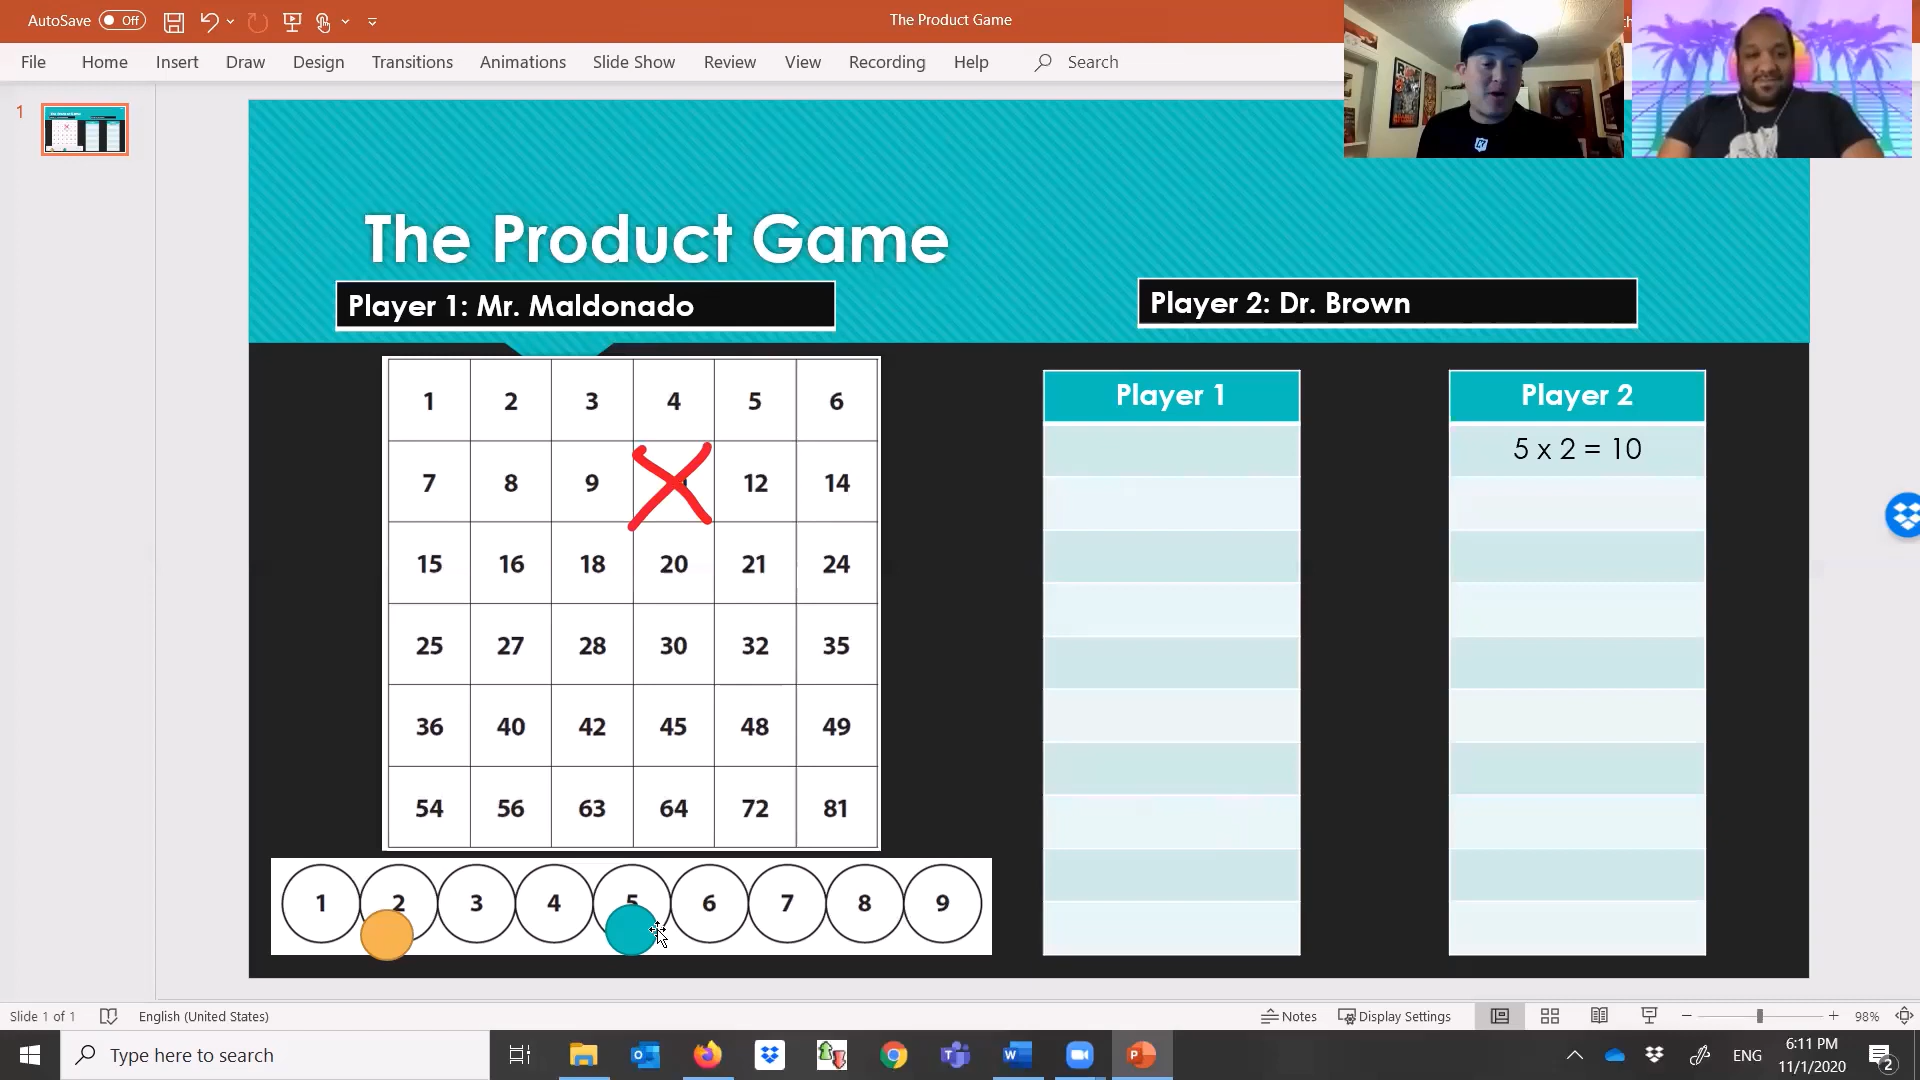 AutoSave Off
The Product Game
File Home Insert Draw Design Transitions Animations Slide Show Review View Recording Help Search
1
The Product Game
Player 1: Mr. Maldonado
Player 2: Dr. Brown
1 2 3 4 5 6
7 8 9 12 14
15 16 18 20 21 24
25 27 28 30 32 35
36 40 42 45 48 49
54 56 63 64 72 81
1 2 3 4 5 6 7 8 9
Player 1
Player 2
5 x 2 = 10
Slide 1 of 1 English (United States) Notes Display Settings 98%
Type here to search
ENG
6:11 PM
11/1/2020
2